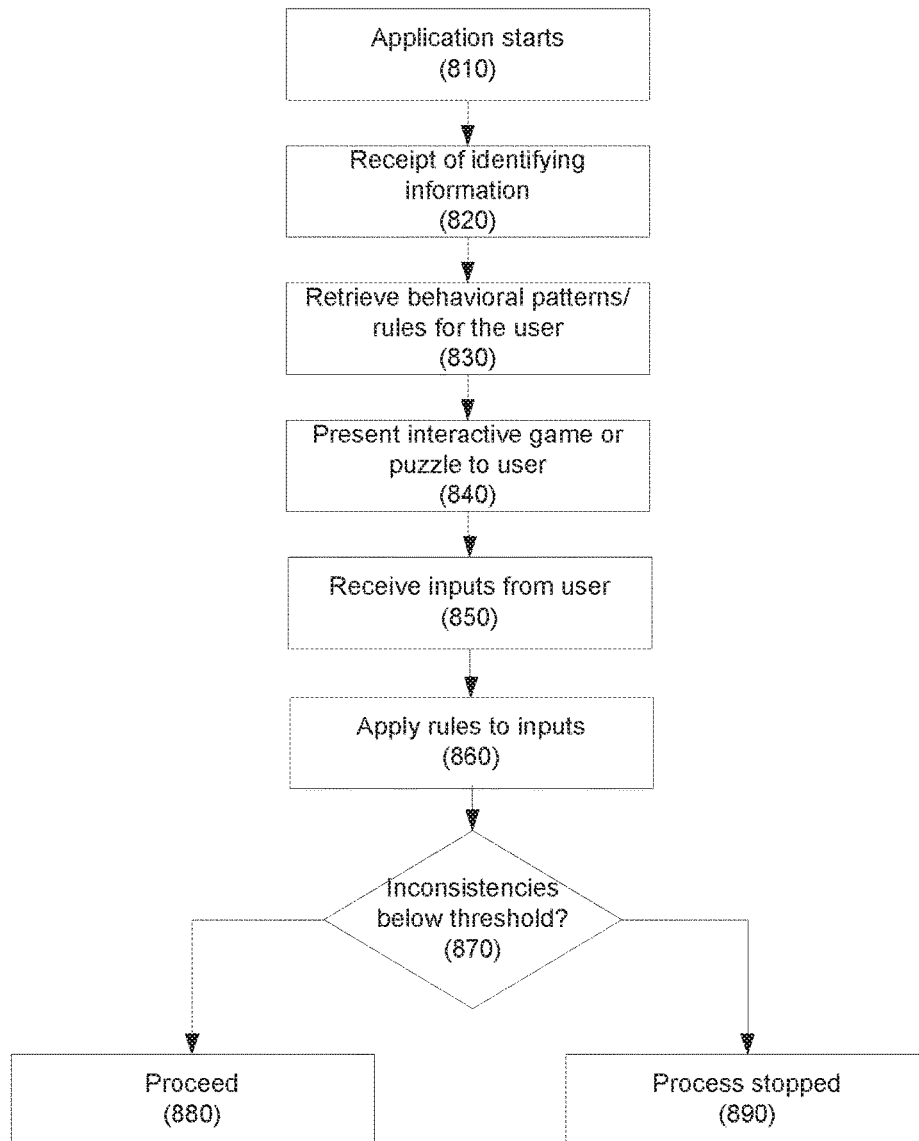 Application starts
(810)
Receipt of identifying
information
(820)
Retrieve behavioral patterns/
rules for the user
(830)
Present interactive game or
puzzle to user
(840)
Receive inputs from user
(850)
Apply rules to inputs
(860)
Inconsistencies
below threshold?
(870)
Proceed
(880)
Process stopped
(890)